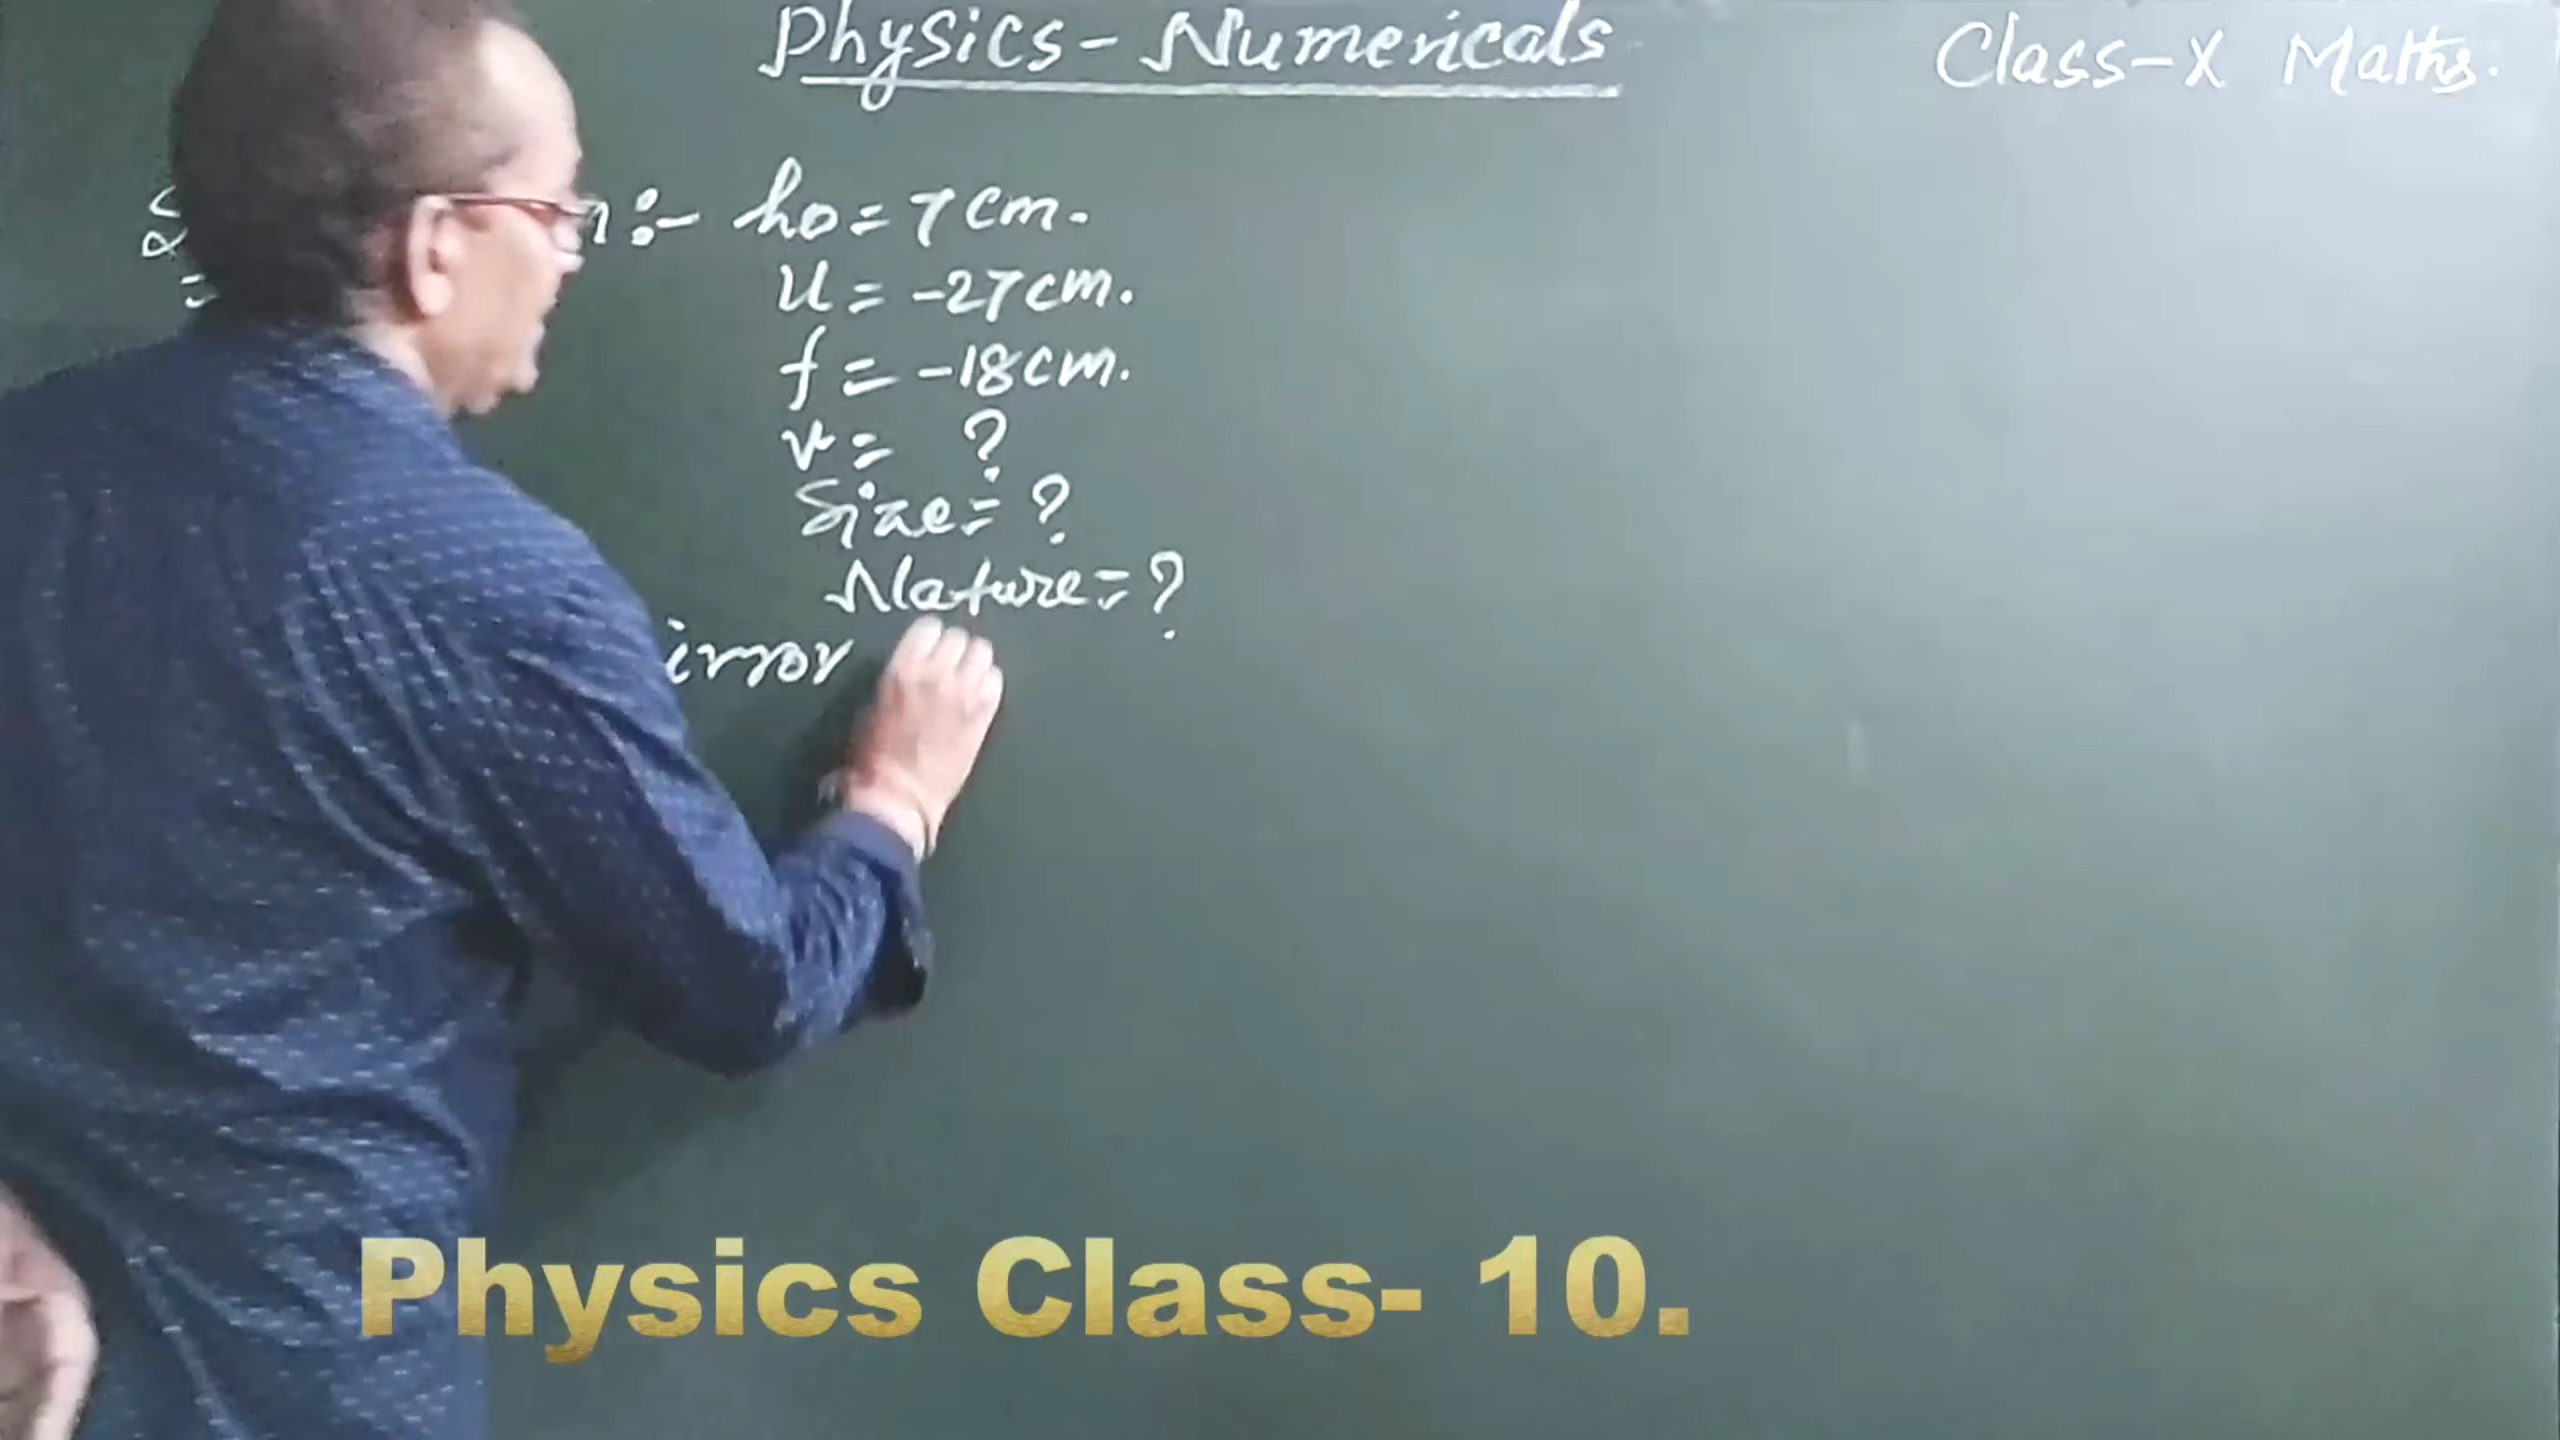 Physics - Numericals
Class - X Maths.
:- ho = 7 cm.
u = -27 cm.
f = -18 cm.
v = ?
Size = ?
Nature = ?
irror
Physics Class- 10.